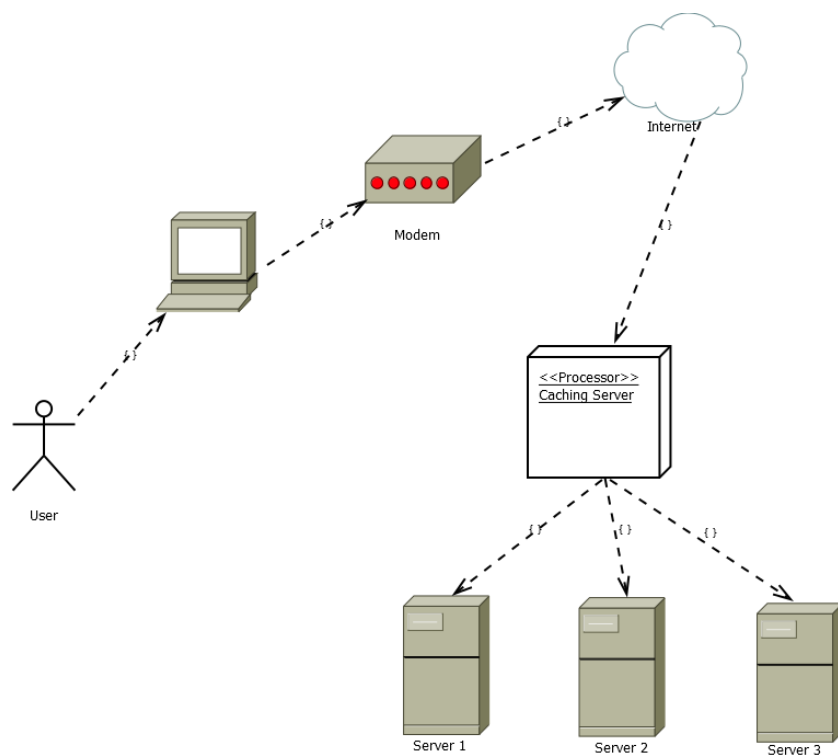 Internet
{ }
{ }
Modem
{ }
{ }
{ }
<<Processor>>
Caching Server
User
{ }
{ }
{ }
Server 1
Server 2
Server 3